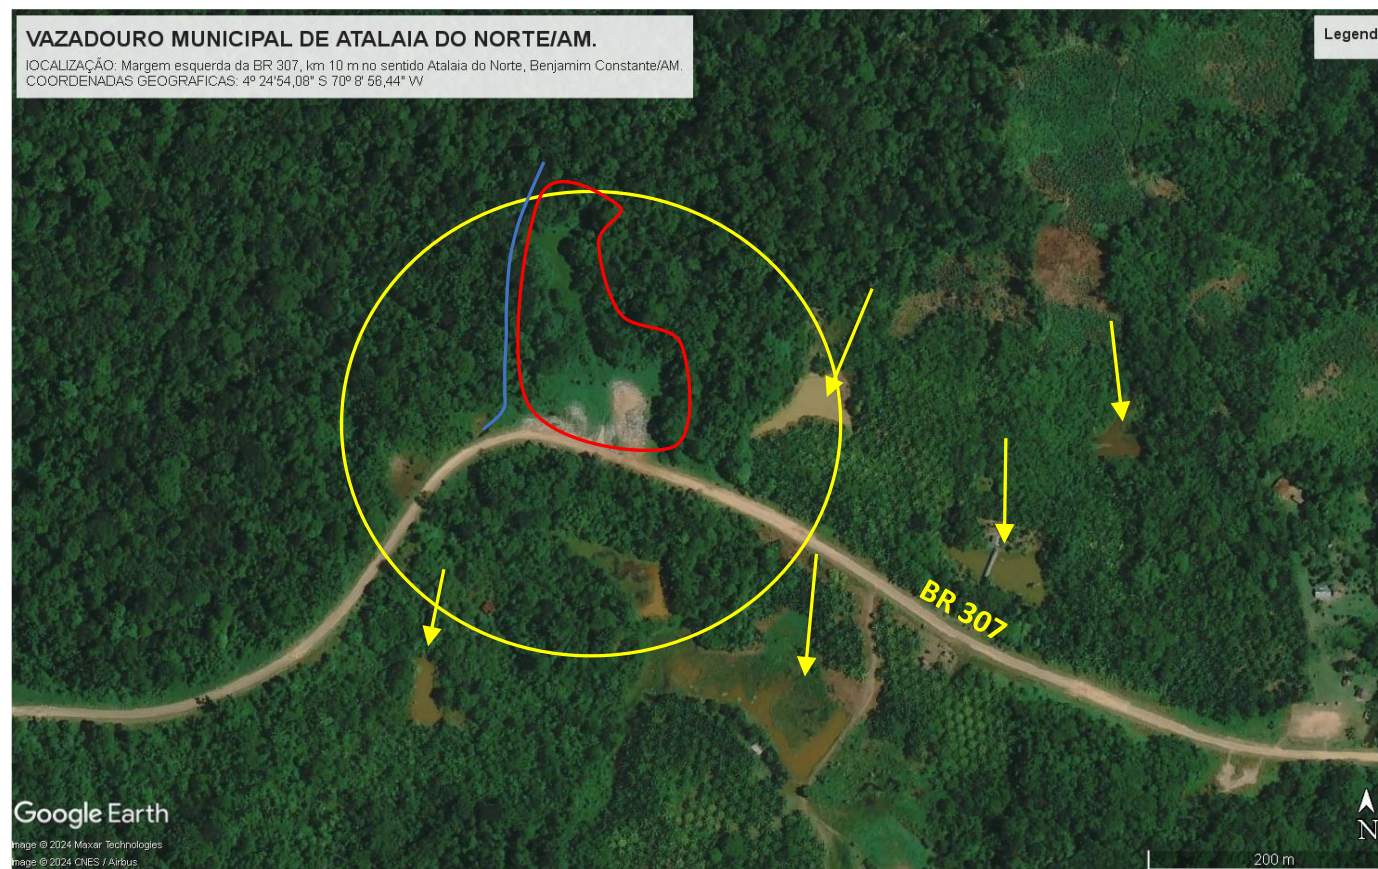 VAZADOURO MUNICIPAL DE ATALAIA DO NORTE/AM.
lOCALIZAÇÃO: Margem esquerda da BR 307, km 10 m no sentido Atalaia do Norte, Benjamim Constante/AM.
COORDENADAS GEOGRAFICAS: 4º 24'54,08" S 70º 8' 56,44" W
Legend
BR 307
Google Earth
Image © 2024 Maxar Technologies
Image © 2024 CNES / Airbus
N
200 m